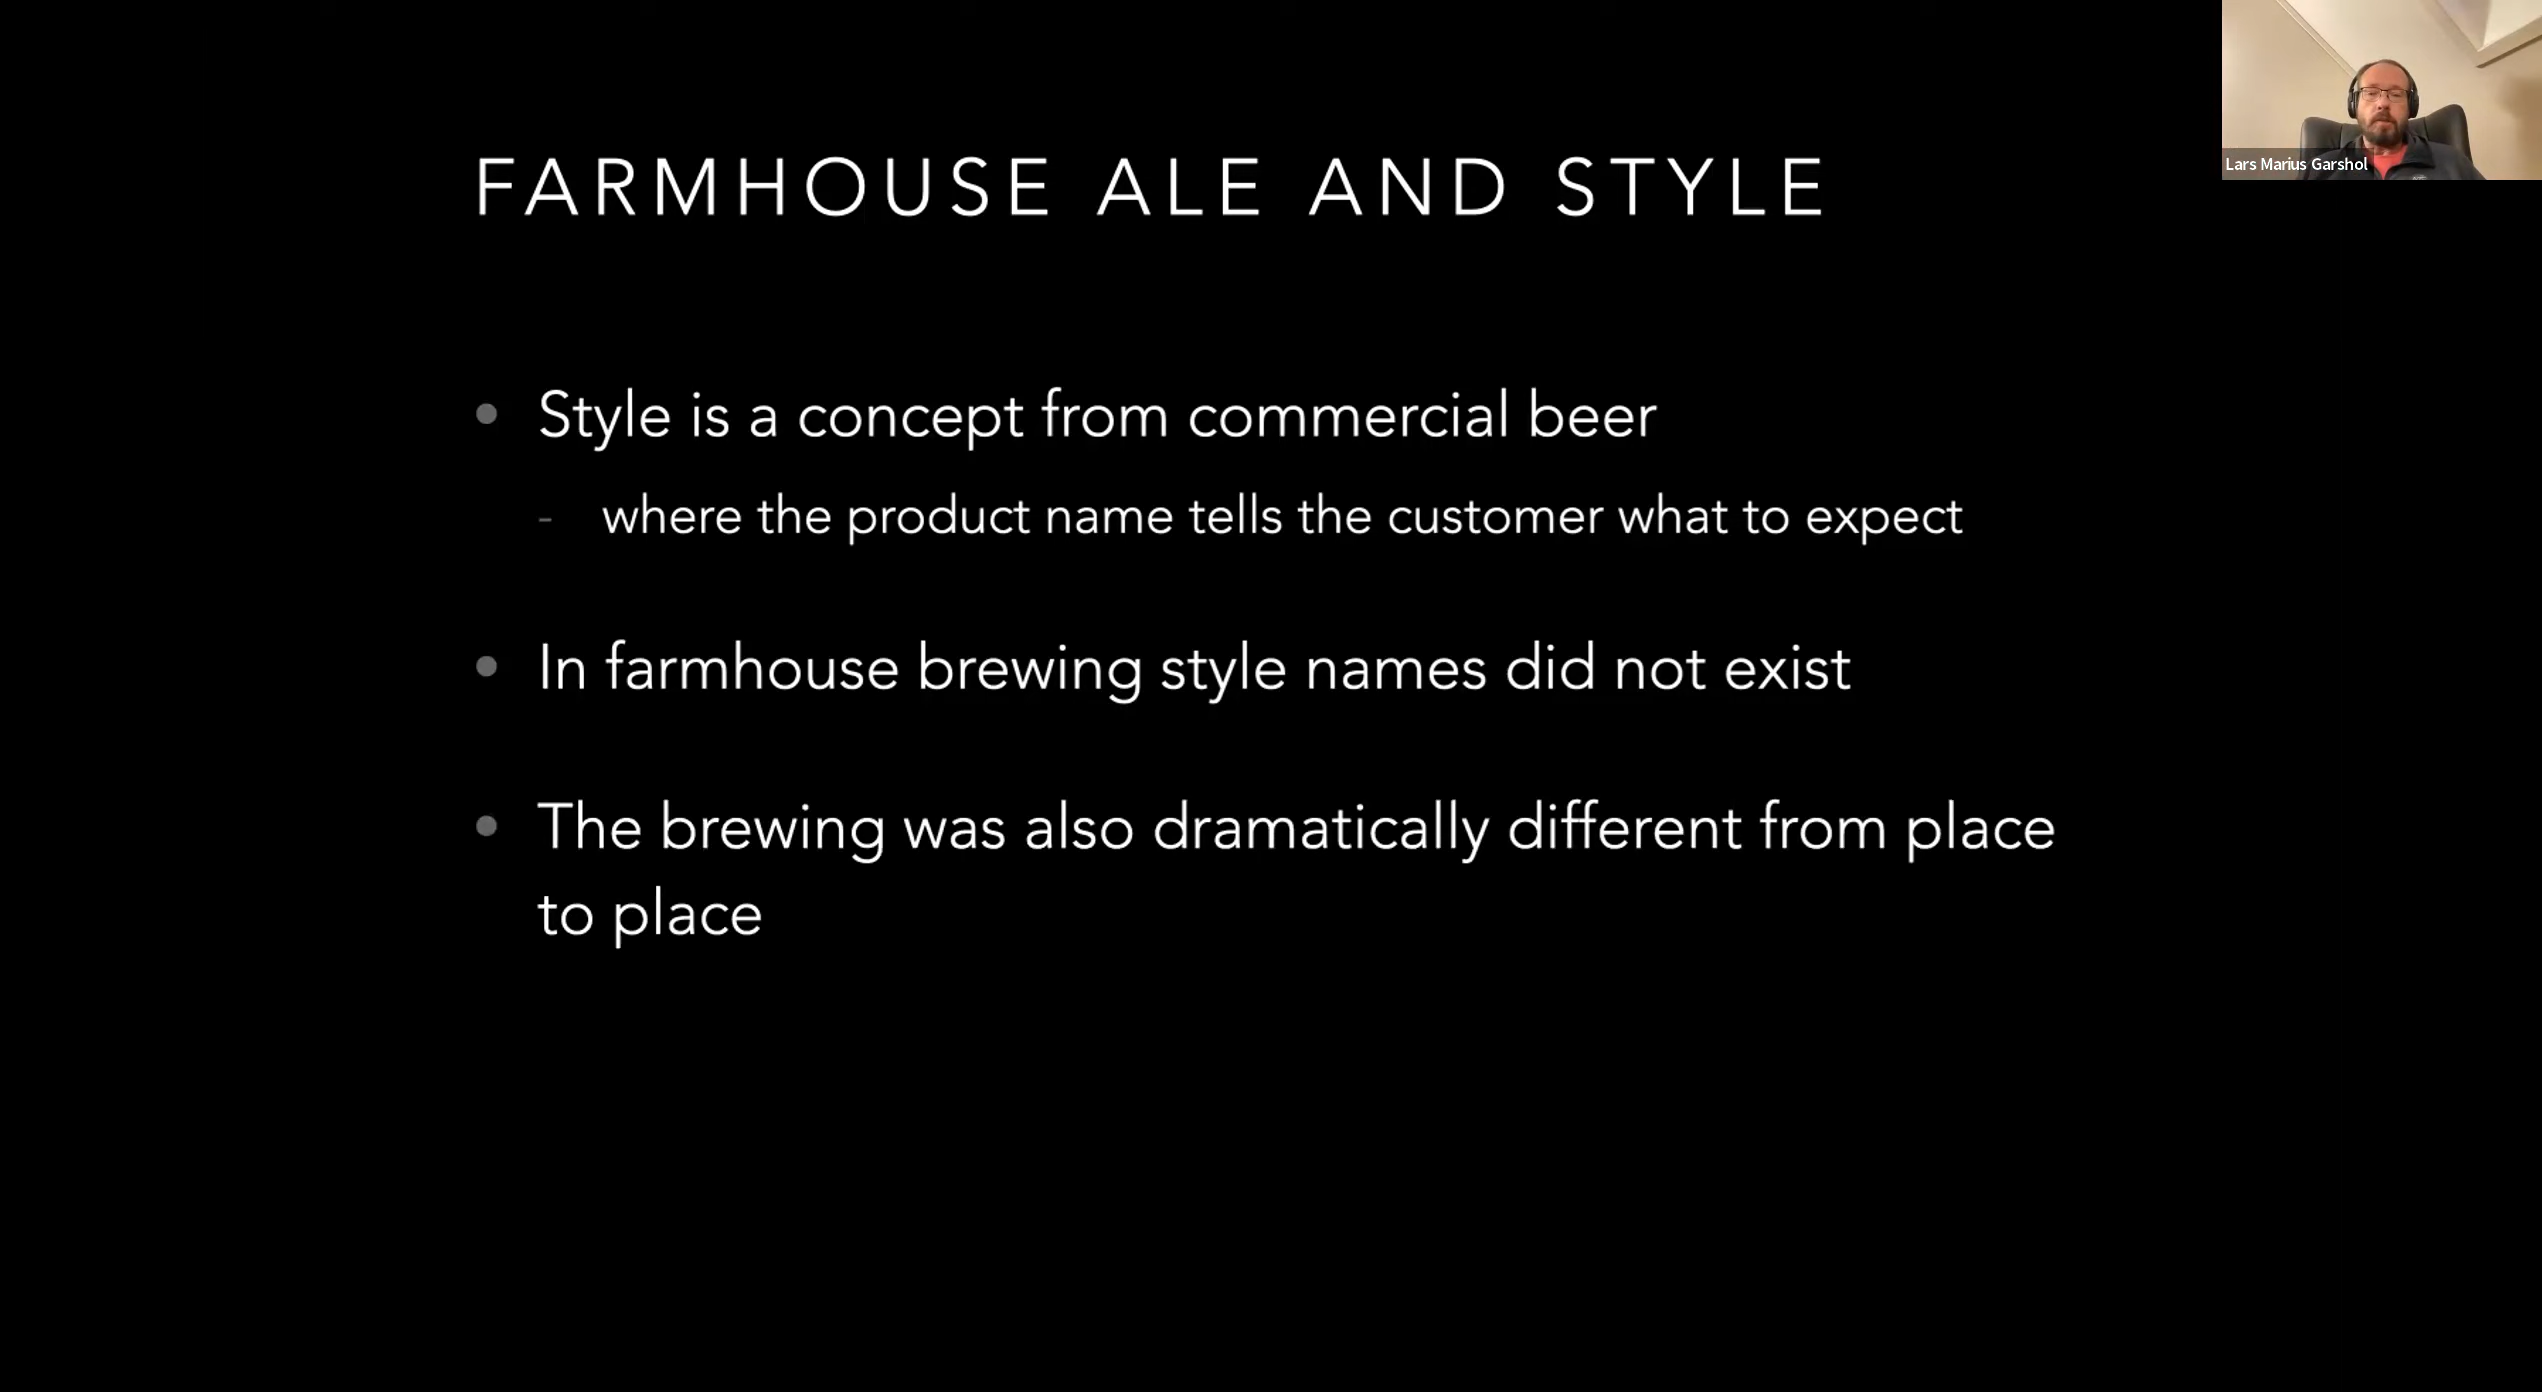 FARMHOUSE ALE AND STYLE
Lars Marius Garshol
• Style is a concept from commercial beer
- where the product name tells the customer what to expect
• In farmhouse brewing style names did not exist
• The brewing was also dramatically different from place
to place